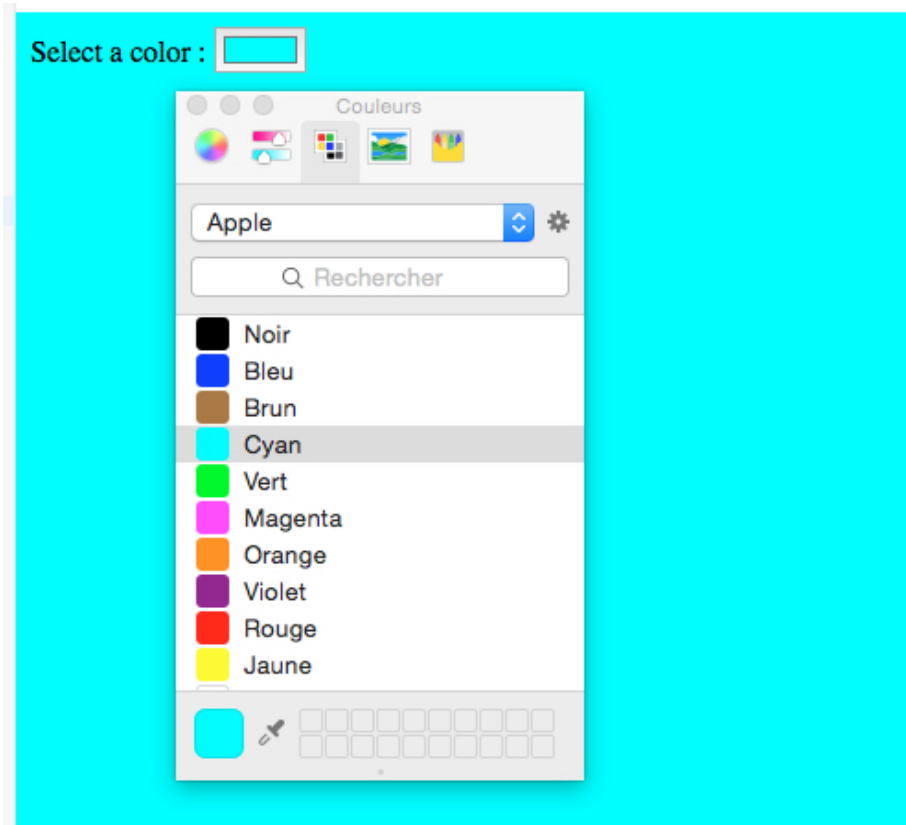 Select a color :
Couleurs
Apple
Rechercher
Noir
Bleu
Brun
Cyan
Vert
Magenta
Orange
Violet
Rouge
Jaune